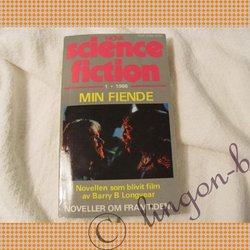 science
fiction
1 • 1986
MIN FIENDE
Novellen som blivit film
av Barry B Longyear
NOVELLER OM FRAMTIDEN
© lingon-b